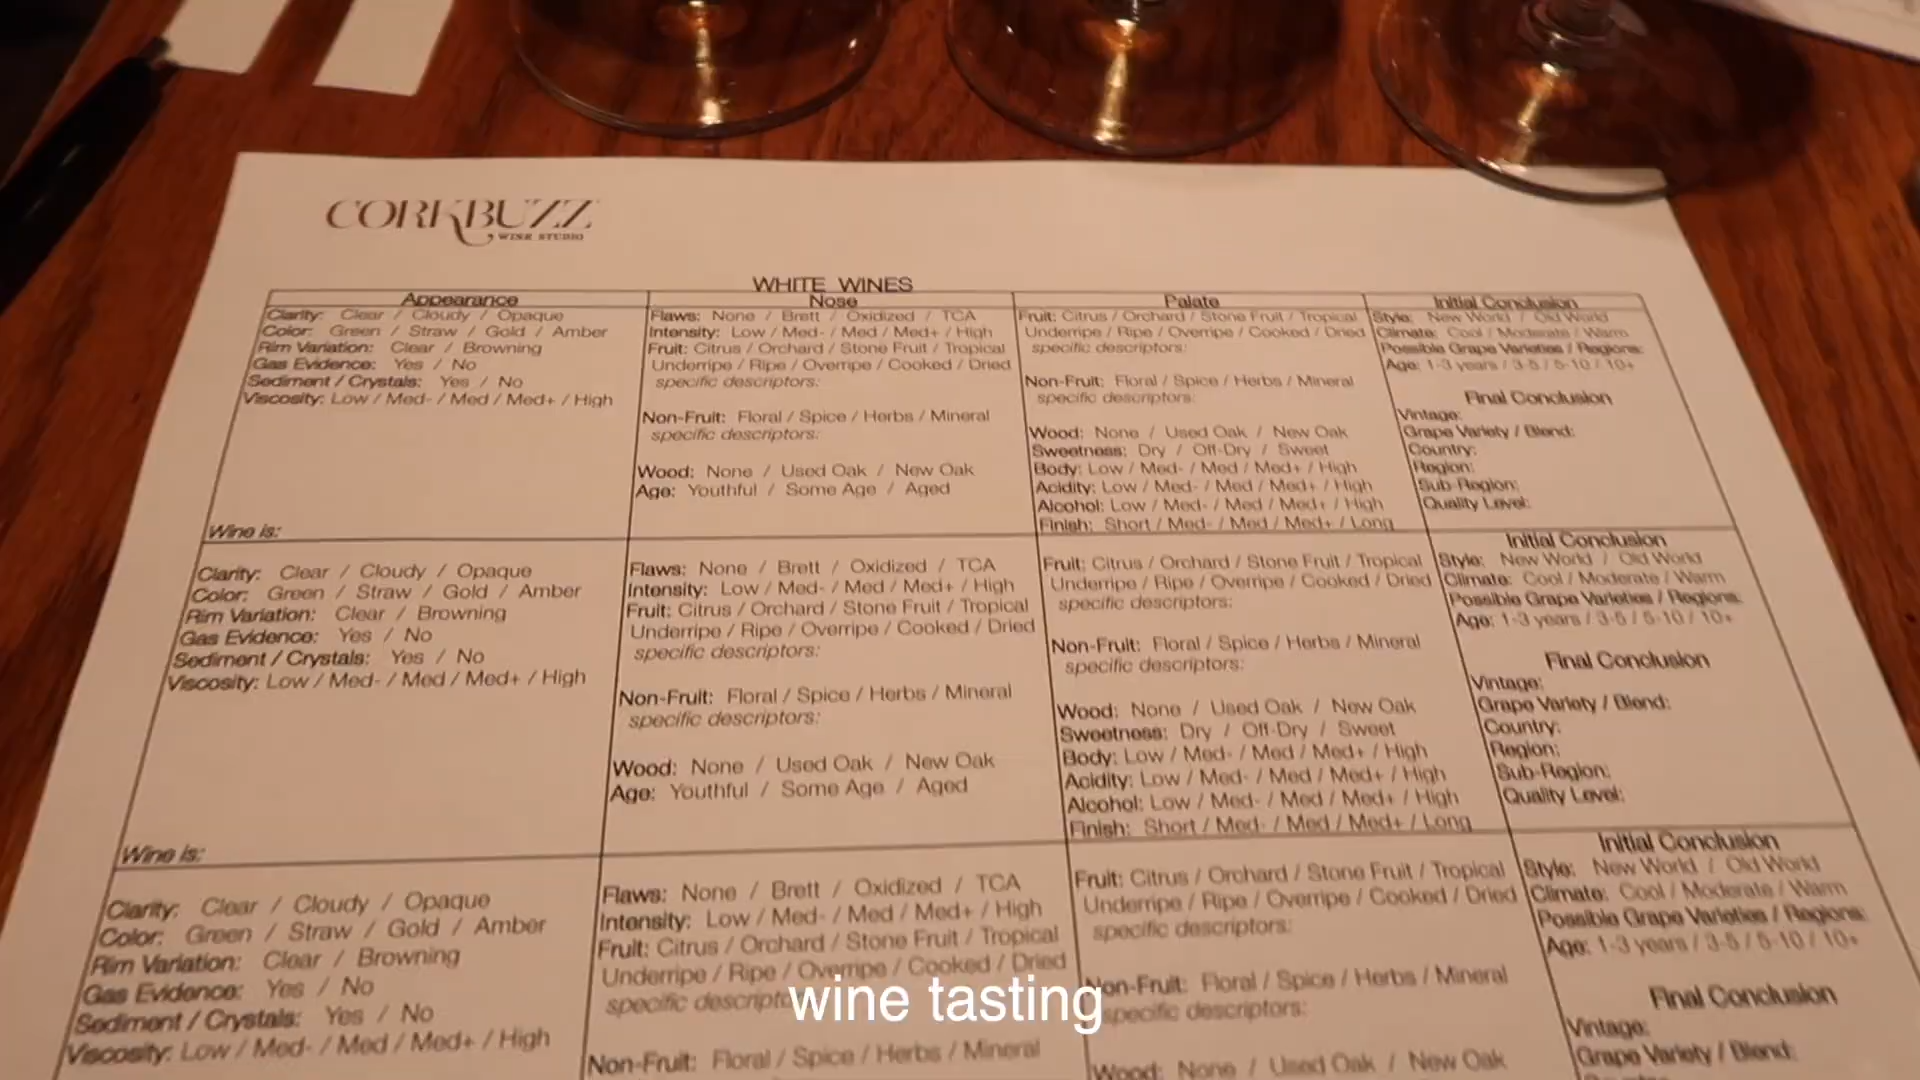 CORKBUZZ
WINE STUDIO
WHITE WINES
Appearance
Clarity: Clear / Cloudy / Opaque
Color: Green / Straw / Gold / Amber
Rim Variation: Clear / Browning
Gas Evidence: Yes / No
Sediment / Crystals: Yes / No
Viscosity: Low / Med- / Med / Med+ / High
Wine is:
Nose
Flaws: None / Brett / Oxidized / TCA
Intensity: Low / Med- / Med / Med+ / High
Fruit: Citrus / Orchard / Stone Fruit / Tropical
Underripe / Ripe / Overripe / Cooked / Dried
specific descriptors:
Non-Fruit: Floral / Spice / Herbs / Mineral
specific descriptors:
Wood: None / Used Oak / New Oak
Age: Youthful / Some Age / Aged
Palate
Fruit: Citrus / Orchard / Stone Fruit / Tropical
Underripe / Ripe / Overripe / Cooked / Dried
specific descriptors:
Non-Fruit: Floral / Spice / Herbs / Mineral
specific descriptors:
Wood: None / Used Oak / New Oak
Sweetness: Dry / Off-Dry / Sweet
Body: Low / Med- / Med / Med+ / High
Acidity: Low / Med- / Med / Med+ / High
Alcohol: Low / Med- / Med / Med+ / High
Finish: Short / Med- / Med / Med+ / Long
Initial Conclusion
Style: New World / Old World
Climate: Cool / Moderate / Warm
Possible Grape Varieties / Regions:
Age: 1-3 years / 3-5 / 5-10 / 10+
Final Conclusion
Vintage:
Grape Variety / Blend:
Country:
Region:
Sub-Region:
Quality Level:
Clarity: Clear / Cloudy / Opaque
Color: Green / Straw / Gold / Amber
Rim Variation: Clear / Browning
Gas Evidence: Yes / No
Sediment / Crystals: Yes / No
Viscosity: Low / Med- / Med / Med+ / High
Wine is:
Flaws: None / Brett / Oxidized / TCA
Intensity: Low / Med- / Med / Med+ / High
Fruit: Citrus / Orchard / Stone Fruit / Tropical
Underripe / Ripe / Overripe / Cooked / Dried
specific descriptors:
Non-Fruit: Floral / Spice / Herbs / Mineral
specific descriptors:
Wood: None / Used Oak / New Oak
Age: Youthful / Some Age / Aged
Fruit: Citrus / Orchard / Stone Fruit / Tropical
Underripe / Ripe / Overripe / Cooked / Dried
specific descriptors:
Non-Fruit: Floral / Spice / Herbs / Mineral
specific descriptors:
Wood: None / Used Oak / New Oak
Sweetness: Dry / Off-Dry / Sweet
Body: Low / Med- / Med / Med+ / High
Acidity: Low / Med- / Med / Med+ / High
Alcohol: Low / Med- / Med / Med+ / High
Finish: Short / Med- / Med / Med+ / Long
Initial Conclusion
Style: New World / Old World
Climate: Cool / Moderate / Warm
Possible Grape Varieties / Regions:
Age: 1-3 years / 3-5 / 5-10 / 10+
Final Conclusion
Vintage:
Grape Variety / Blend:
Country:
Region:
Sub-Region:
Quality Level:
Clarity: Clear / Cloudy / Opaque
Color: Green / Straw / Gold / Amber
Rim Variation: Clear / Browning
Gas Evidence: Yes / No
Sediment / Crystals: Yes / No
Viscosity: Low / Med- / Med / Med+ / High
Flaws: None / Brett / Oxidized / TCA
Intensity: Low / Med- / Med / Med+ / High
Fruit: Citrus / Orchard / Stone Fruit / Tropical
Underripe / Ripe / Overripe / Cooked / Dried
specific
Non-Fruit: Floral / Spice / Herbs / Mineral
Fruit: Citrus / Orchard / Stone Fruit / Tropical
Underripe / Ripe / Overripe / Cooked / Dried
specific descriptors:
Non-Fruit: Floral / Spice / Herbs / Mineral
specific descriptors:
Wood: None / Used Oak / New Oak
Initial Conclusion
Style: New World / Old World
Climate: Cool / Moderate / Warm
Possible Grape Varieties / Regions:
Age: 1-3 years / 3-5 / 5-10 / 10+
Final Conclusion
Vintage:
Grape Variety / Blend:
wine tasting